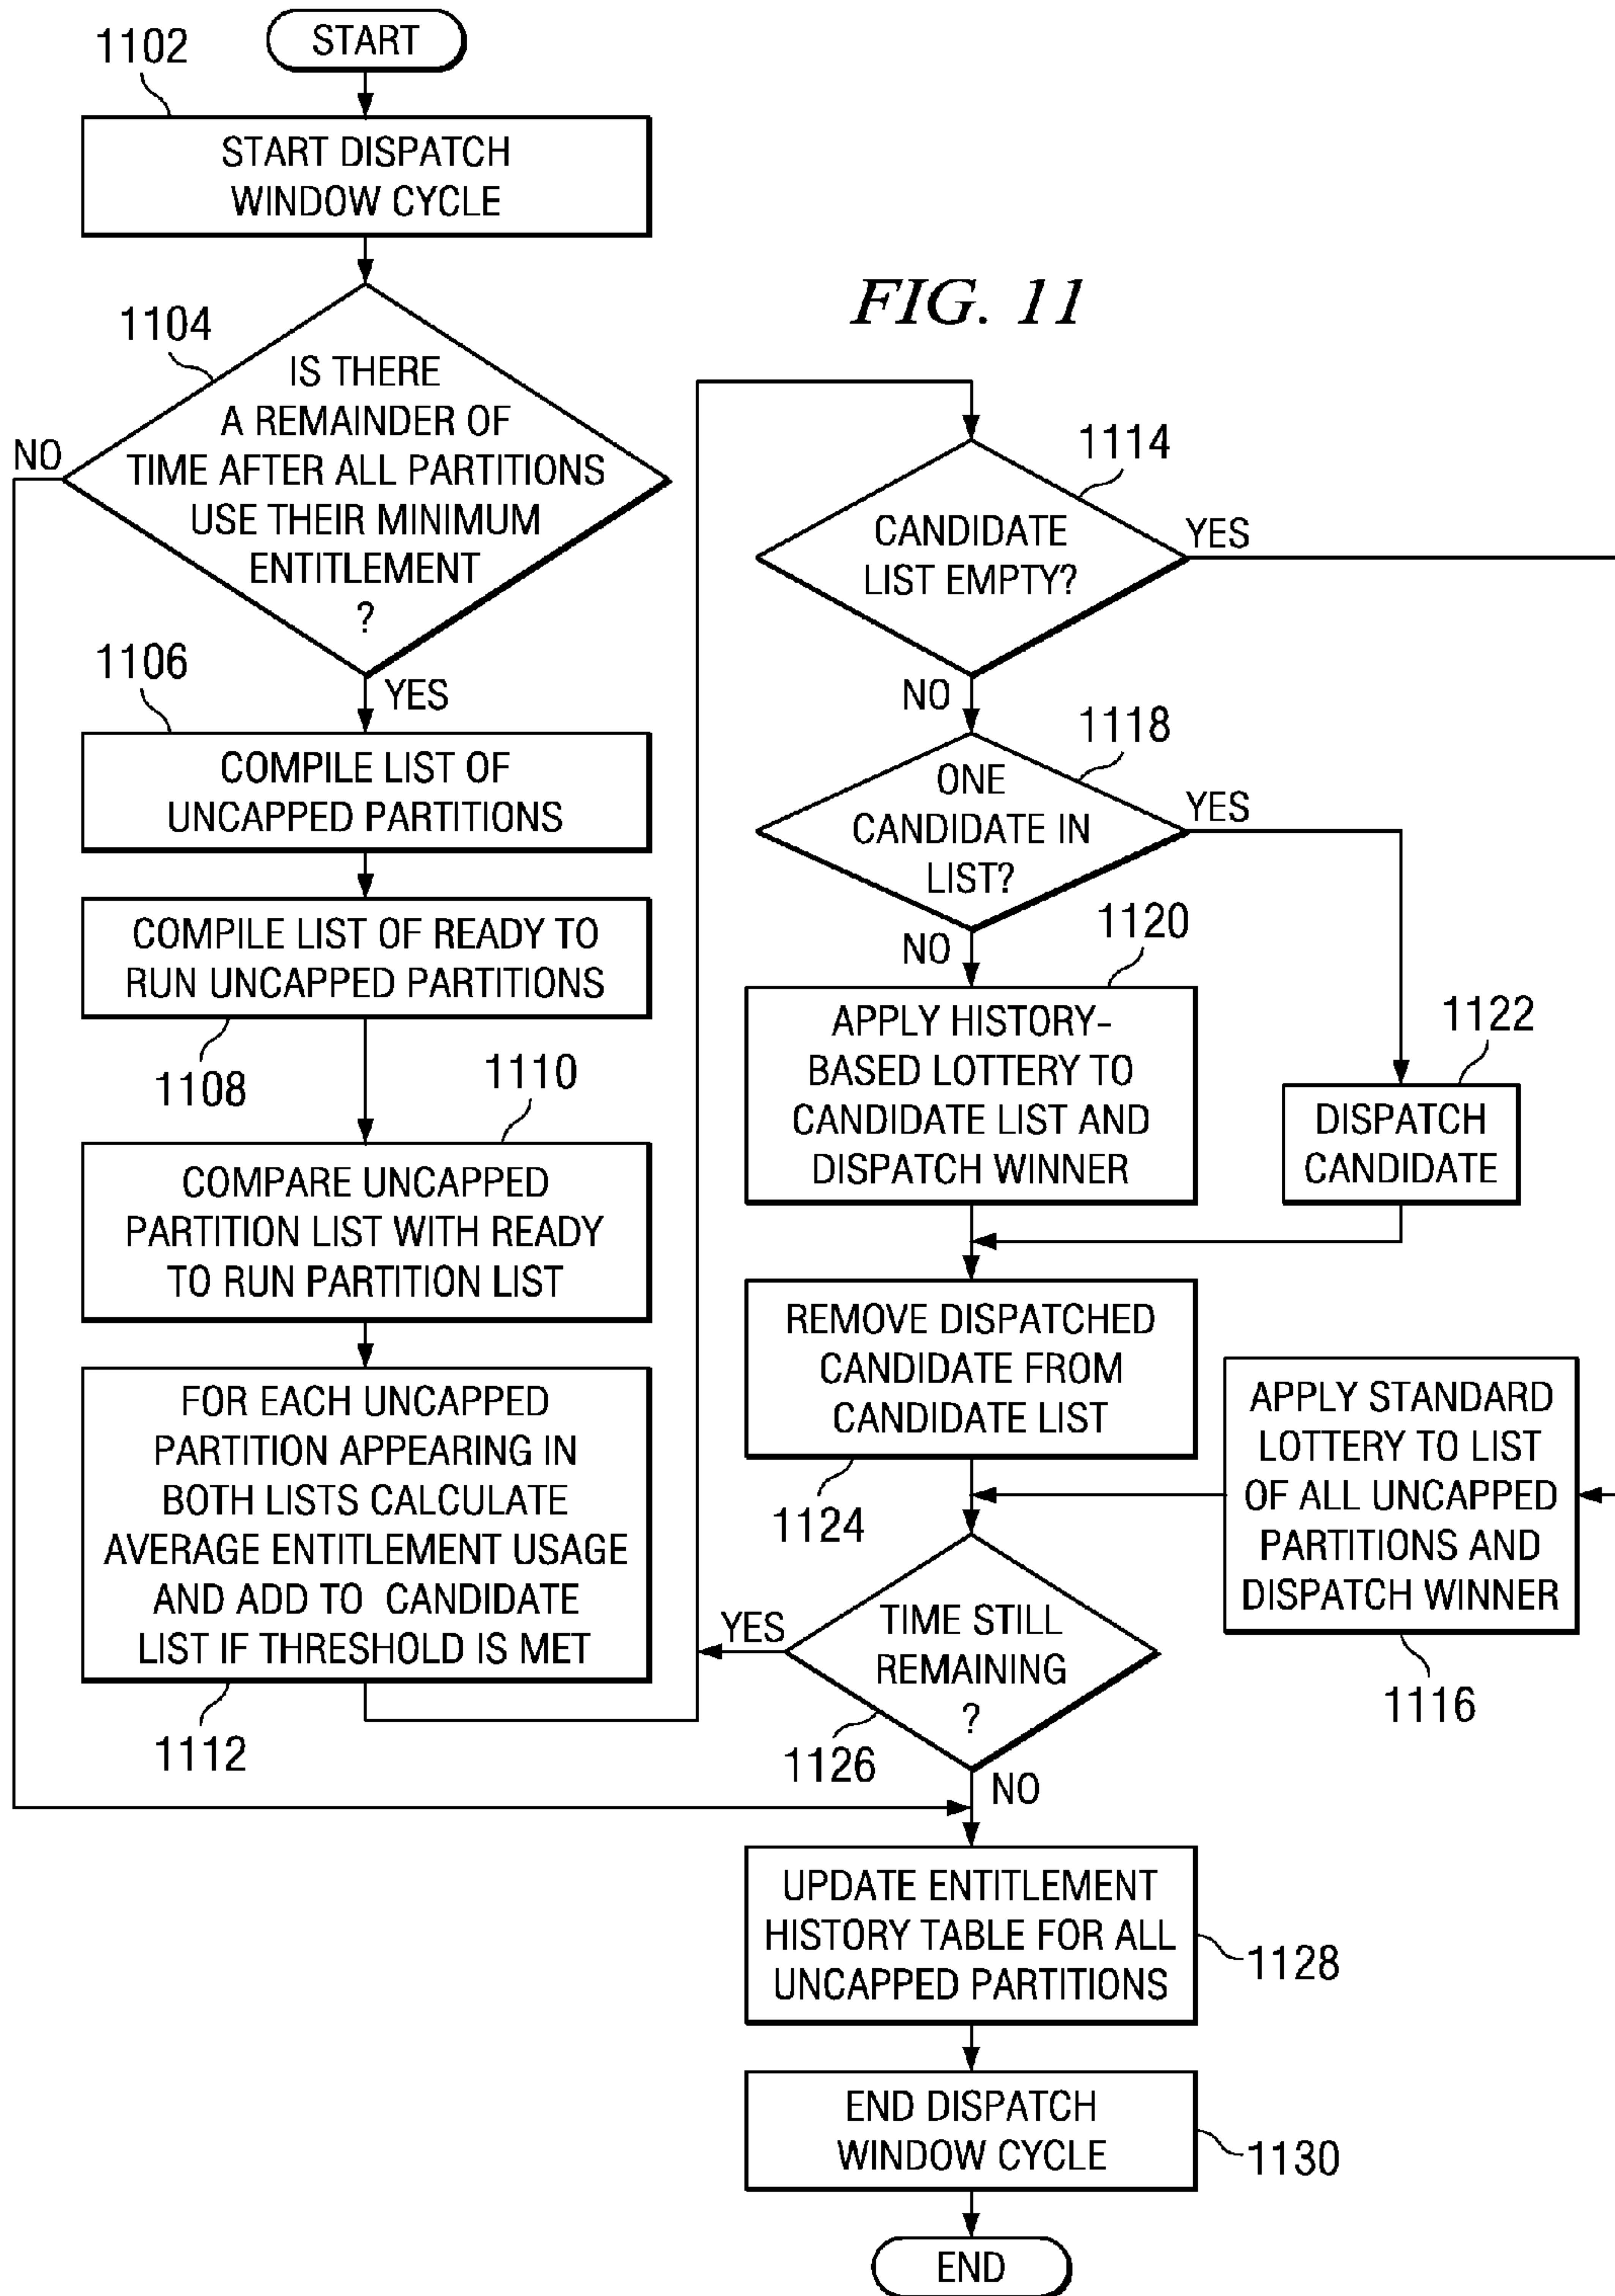 START
1102
START DISPATCH
WINDOW CYCLE
FIG. 11
1104
IS THERE
A REMAINDER OF
TIME AFTER ALL PARTITIONS
USE THEIR MINIMUM
ENTITLEMENT
?
NO
YES
1106
COMPILE LIST OF
UNCAPPED PARTITIONS
COMPILE LIST OF READY TO
RUN UNCAPPED PARTITIONS
1108
1110
COMPARE UNCAPPED
PARTITION LIST WITH READY
TO RUN PARTITION LIST
FOR EACH UNCAPPED
PARTITION APPEARING IN
BOTH LISTS CALCULATE
AVERAGE ENTITLEMENT USAGE
AND ADD TO CANDIDATE
LIST IF THRESHOLD IS MET
1112
1114
CANDIDATE
LIST EMPTY?
YES
NO
1118
ONE
CANDIDATE IN
LIST?
YES
NO
1120
APPLY HISTORY-
BASED LOTTERY TO
CANDIDATE LIST AND
DISPATCH WINNER
1122
DISPATCH
CANDIDATE
REMOVE DISPATCHED
CANDIDATE FROM
CANDIDATE LIST
1124
APPLY STANDARD
LOTTERY TO LIST
OF ALL UNCAPPED
PARTITIONS AND
DISPATCH WINNER
1116
TIME STILL
REMAINING
?
YES
1126
NO
UPDATE ENTITLEMENT
HISTORY TABLE FOR ALL
UNCAPPED PARTITIONS
1128
END DISPATCH
WINDOW CYCLE
1130
END